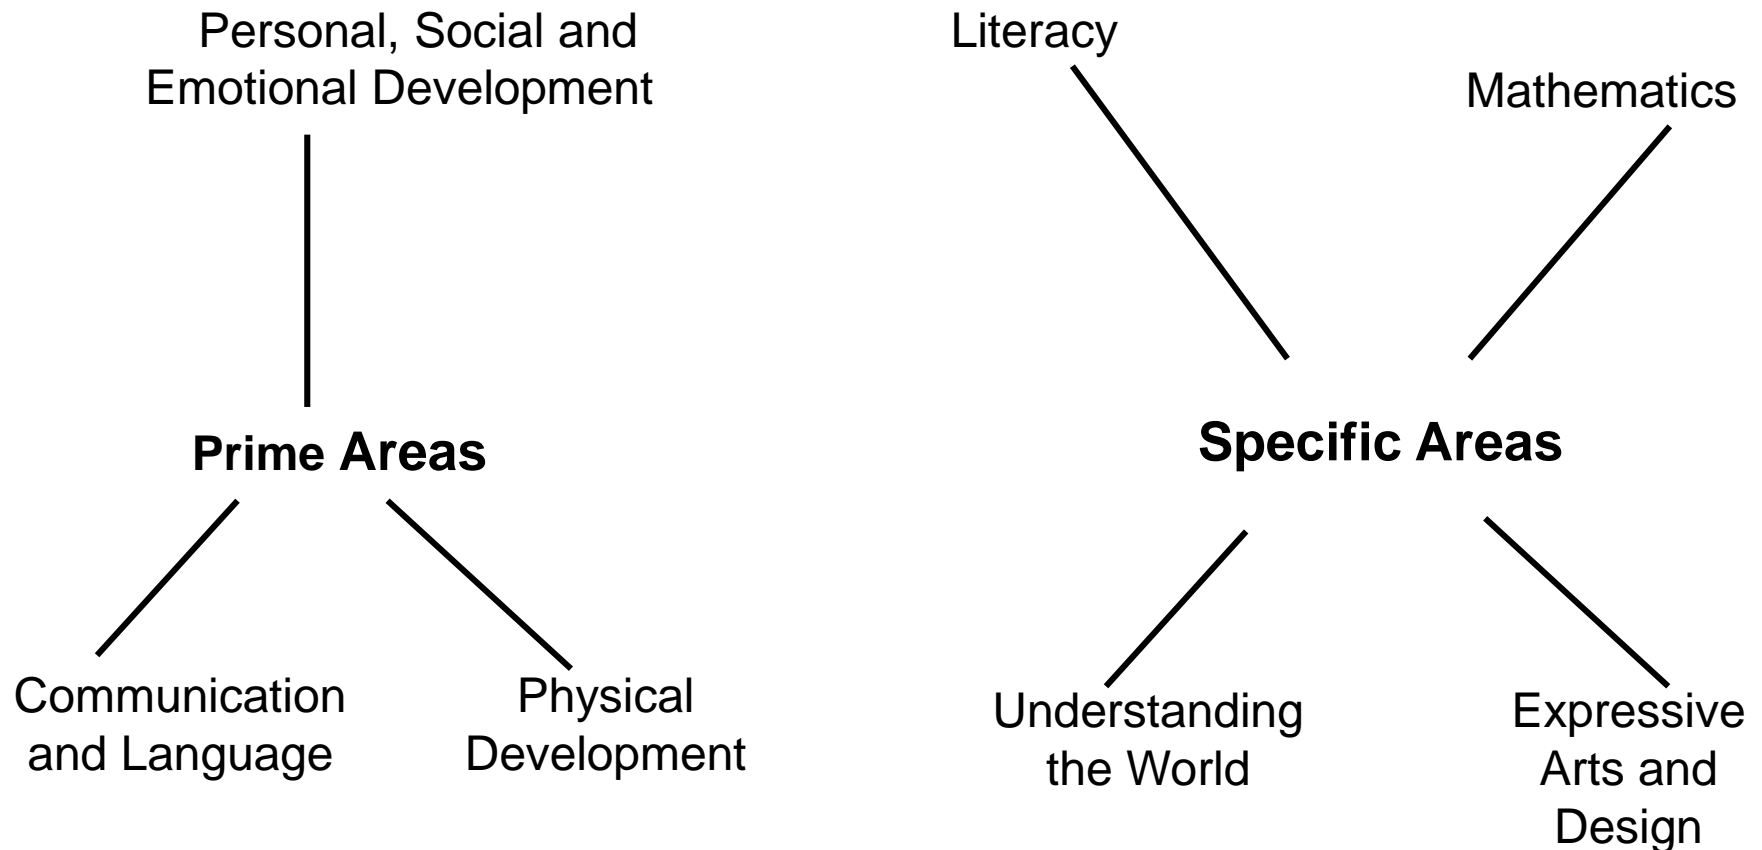 Personal, Social and
Emotional Development
Prime Areas
Communication
and Language
Physical
Development
Literacy
Mathematics
Specific Areas
Understanding
the World
Expressive
Arts and
Design